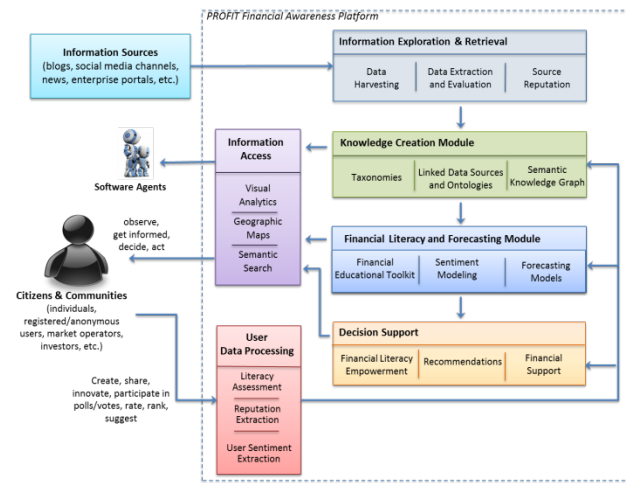 PROFIT Financial Awareness Platform
Information Sources
(blogs, social media channels,
news, enterprise portals, etc.)
Information Exploration & Retrieval
Data
Harvesting
Data Extraction
and Evaluation
Source
Reputation
Information
Access
Visual
Analytics
Geographic
Maps
Semantic
Search
Knowledge Creation Module
Taxonomies
Linked Data Sources
and Ontologies
Semantic
Knowledge Graph
Software Agents
observe,
get informed,
decide, act
Financial Literacy and Forecasting Module
Financial
Educational Toolkit
Sentiment
Modeling
Forecasting
Models
Citizens & Communities
(individuals,
registered/anonymous
users, market operators,
investors, etc.)
User
Data Processing
Literacy
Assessment
Reputation
Extraction
User Sentiment
Extraction
Decision Support
Financial Literacy
Empowerment
Recommendations
Financial
Support
Create, share,
innovate, participate in
polls/votes, rate, rank,
suggest